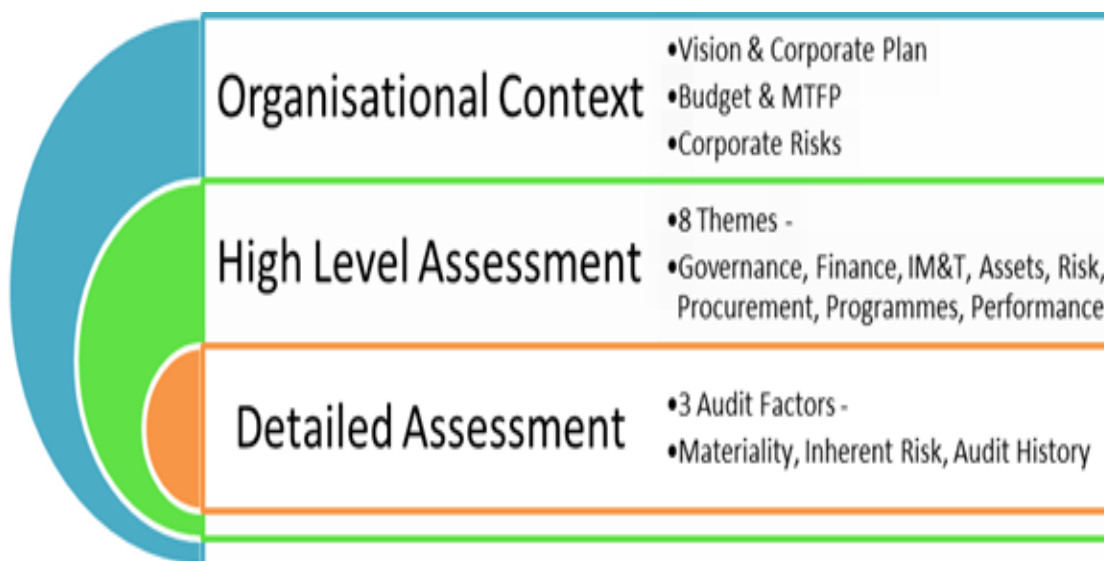 Organisational Context
•Vision & Corporate Plan
•Budget & MTFP
•Corporate Risks
High Level Assessment
•8 Themes -
•Governance, Finance, IM&T, Assets, Risk,
Procurement, Programmes, Performance
Detailed Assessment
•3 Audit Factors -
•Materiality, Inherent Risk, Audit History